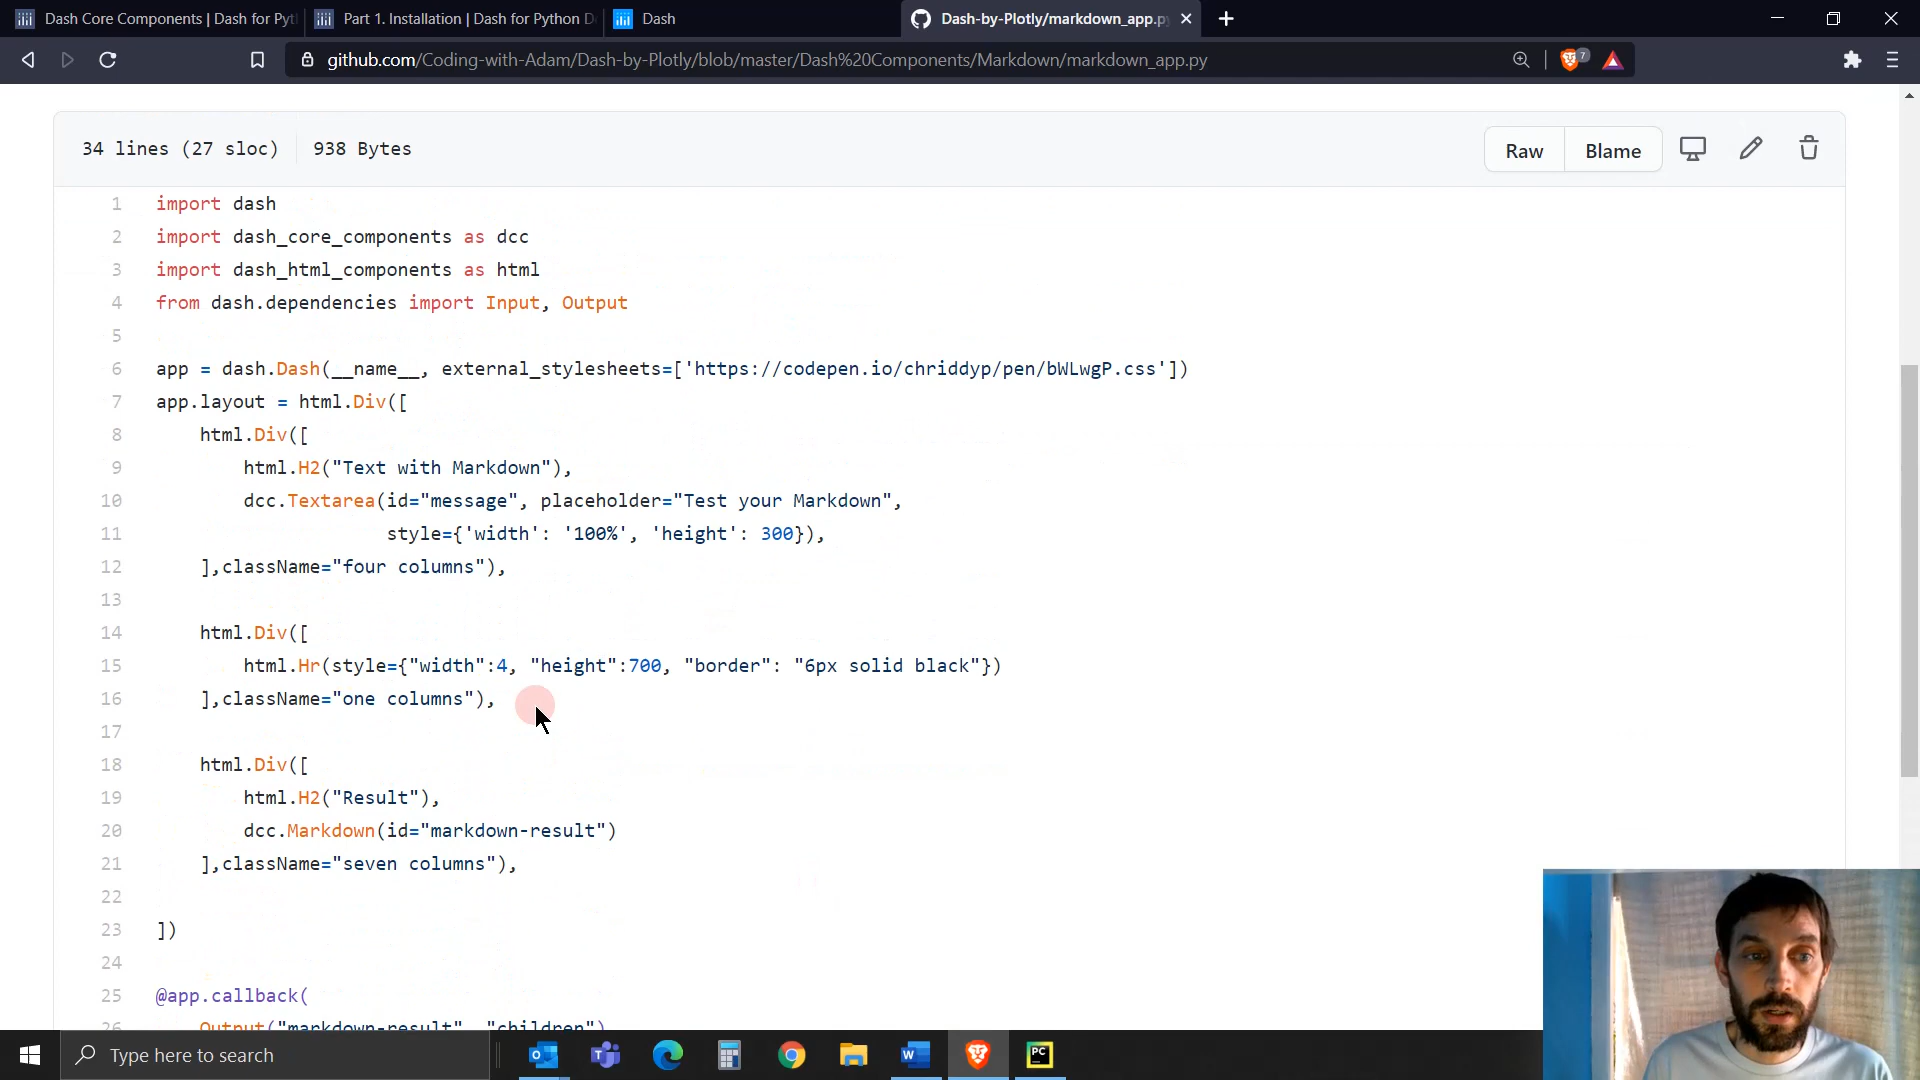 Dash Core Components | Dash for Pyt
Part 1. Installation | Dash for Python D
Dash
Dash-by-Plotly/markdown_app.py
github.com/Coding-with-Adam/Dash-by-Plotly/blob/master/Dash%20Components/Markdown/markdown_app.py
7
34 lines (27 sloc) 938 Bytes
Raw Blame
1 import dash
2 import dash_core_components as dcc
3 import dash_html_components as html
4 from dash.dependencies import Input, Output
5
6 app = dash.Dash(__name__, external_stylesheets=['https://codepen.io/chriddyp/pen/bWLwgP.css'])
7 app.layout = html.Div([
8 html.Div([
9 html.H2("Text with Markdown"),
10 dcc.Textarea(id="message", placeholder="Test your Markdown",
11 style={'width': '100%', 'height': 300}),
12 ],className="four columns"),
13
14 html.Div([
15 html.Hr(style={"width":4, "height":700, "border": "6px solid black"})
16 ],className="one columns"),
17
18 html.Div([
19 html.H2("Result"),
20 dcc.Markdown(id="markdown-result")
21 ],className="seven columns"),
22
23 ])
24
25 @app.callback(
26 Output("markdown-result", "children")
Type here to search
PC